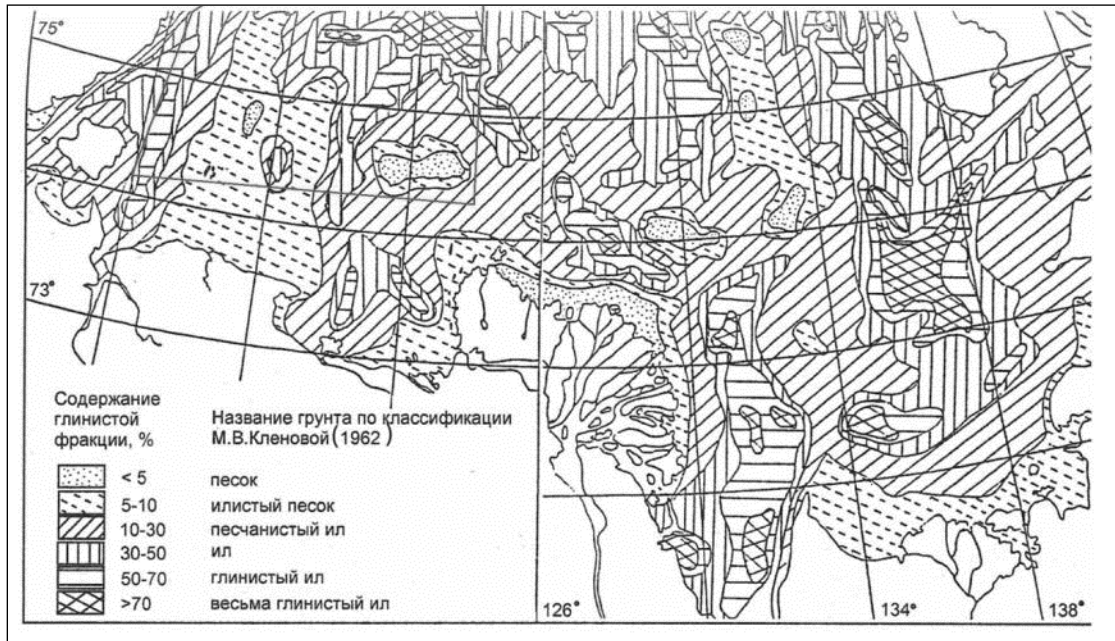 75°
73°
Содержание
глинистой
фракции, %
Название грунта по классификации
М.В.Кленовой(1962 )
< 5 песок
5-10 илистый песок
10-30 песчанистый ил
30-50 ил
50-70 глинистый ил
>70 весьма глинистый ил
126°
134°
138°